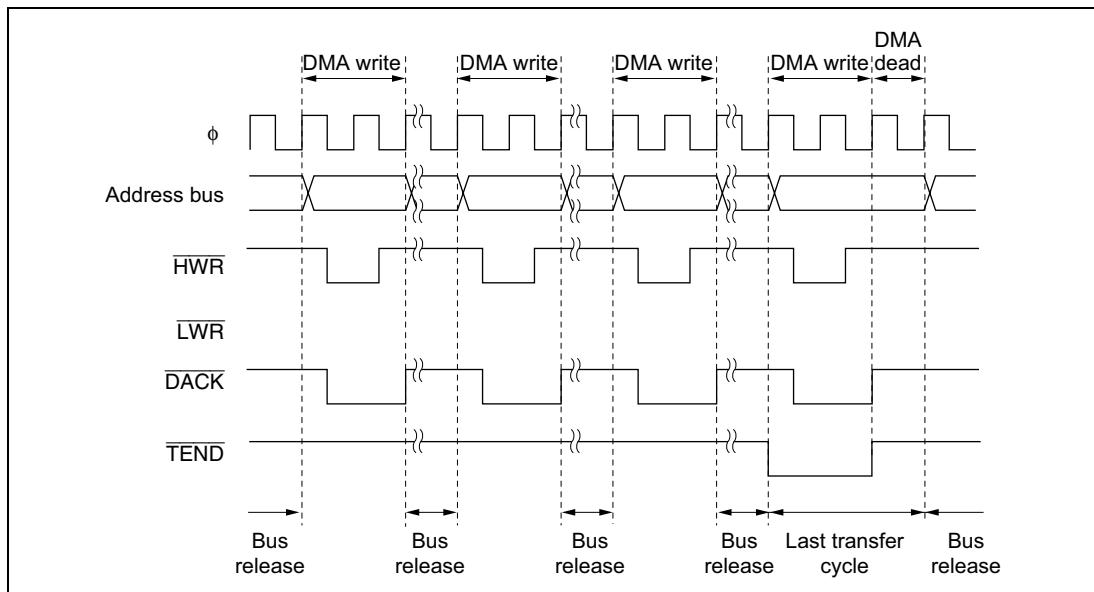 DMA
dead
DMA write DMA write DMA write DMA write
ϕ
Address bus
HWR
LWR
DACK
TEND
Bus release
Bus release
Bus release
Bus release
Last transfer cycle
Bus release